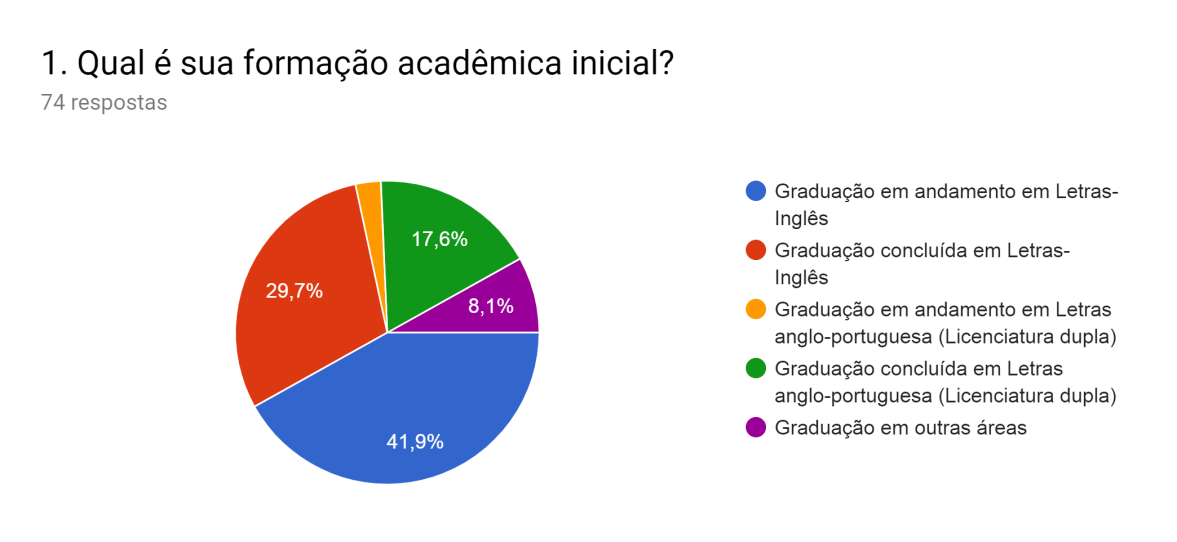 1. Qual é sua formação acadêmica inicial?
74 respostas
17,6%
29,7%
8,1%
41,9%
Graduação em andamento em Letras-
Inglês
Graduação concluída em Letras-
Inglês
Graduação em andamento em Letras
anglo-portuguesa (Licenciatura dupla)
Graduação concluída em Letras
anglo-portuguesa (Licenciatura dupla)
Graduação em outras áreas